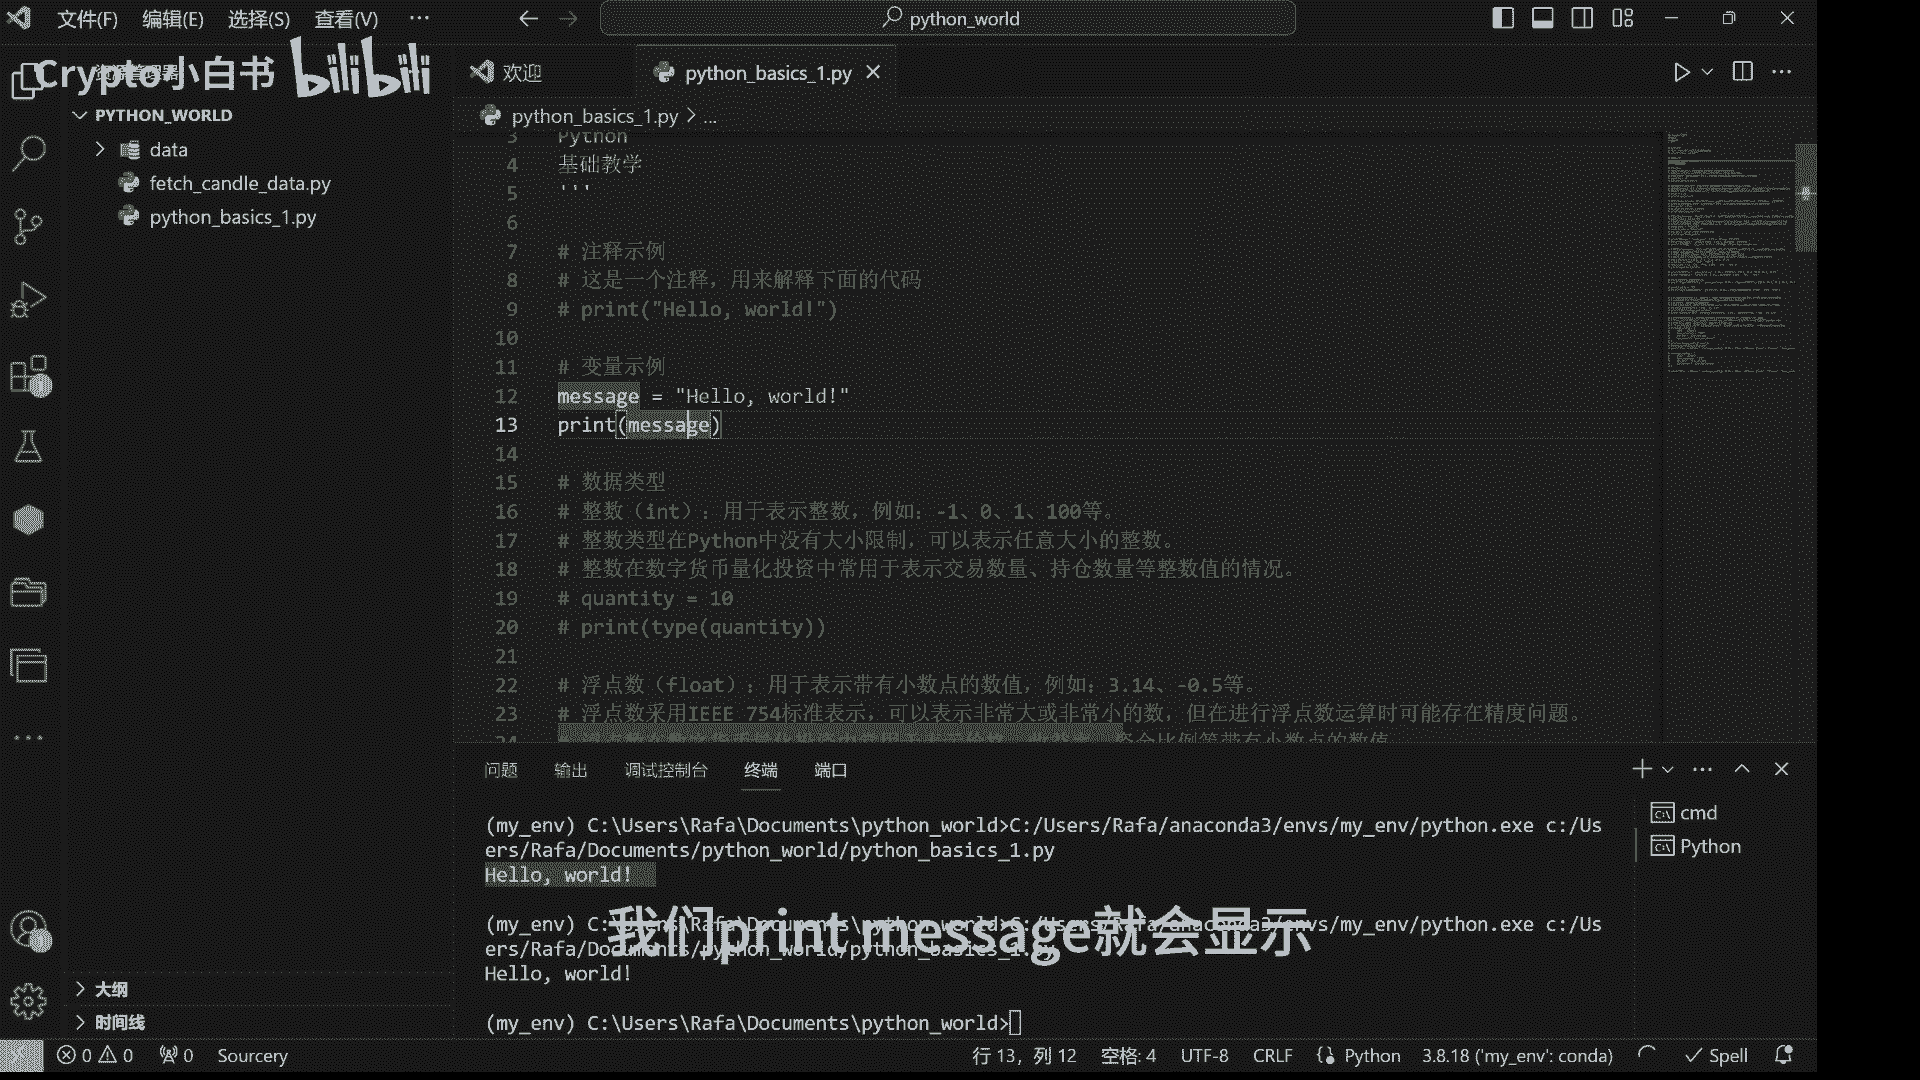 文件(F) 编辑(E) 选择(S) 查看(V) ··· python_world
Crypto小白书 bilibili
资源管理器
PYTHON_WORLD
data
fetch_candle_data.py
python_basics_1.py
欢迎 python_basics_1.py
python_basics_1.py > ...
3 Python
4 基础教学
5 '''
6
7 # 注释示例
8 # 这是一个注释，用来解释下面的代码
9 # print("Hello, world!")
10
11 # 变量示例
12 message = "Hello, world!"
13 print(message)
14
15 # 数据类型
16 # 整数（int）：用于表示整数，例如：-1、0、1、100等。
17 # 整数类型在Python中没有大小限制，可以表示任意大小的整数。
18 # 整数在数字货币量化投资中常用于表示交易数量、持仓数量等整数值的情况。
19 # quantity = 10
20 # print(type(quantity))
21
22 # 浮点数（float）：用于表示带有小数点的数值，例如：3.14、-0.5等。
23 # 浮点数采用IEEE 754标准表示，可以表示非常大或非常小的数，但在进行浮点数运算时可能存在精度问题。
24
问题 输出 调试控制台 终端 端口
(my_env) C:\Users\Rafa\Documents\python_world>C:/Users/Rafa/anaconda3/envs/my_env/python.exe c:/Us
ers/Rafa/Documents/python_world/python_basics_1.py
Hello, world!
(my_env) C:\Users\Rafa\Documents\python_world>C:/Users/Rafa/anaconda3/envs/my_env/python.exe c:/Us
ers/Rafa/Documents/python_world/python_basics_1.py
Hello, world!
(my_env) C:\Users\Rafa\Documents\python_world>
cmd
Python
我们print message就会显示
大纲
时间线
0 0 0 Sourcery 行 13，列 12 空格: 4 UTF-8 CRLF Python 3.8.18 ('my_env': conda) Spell